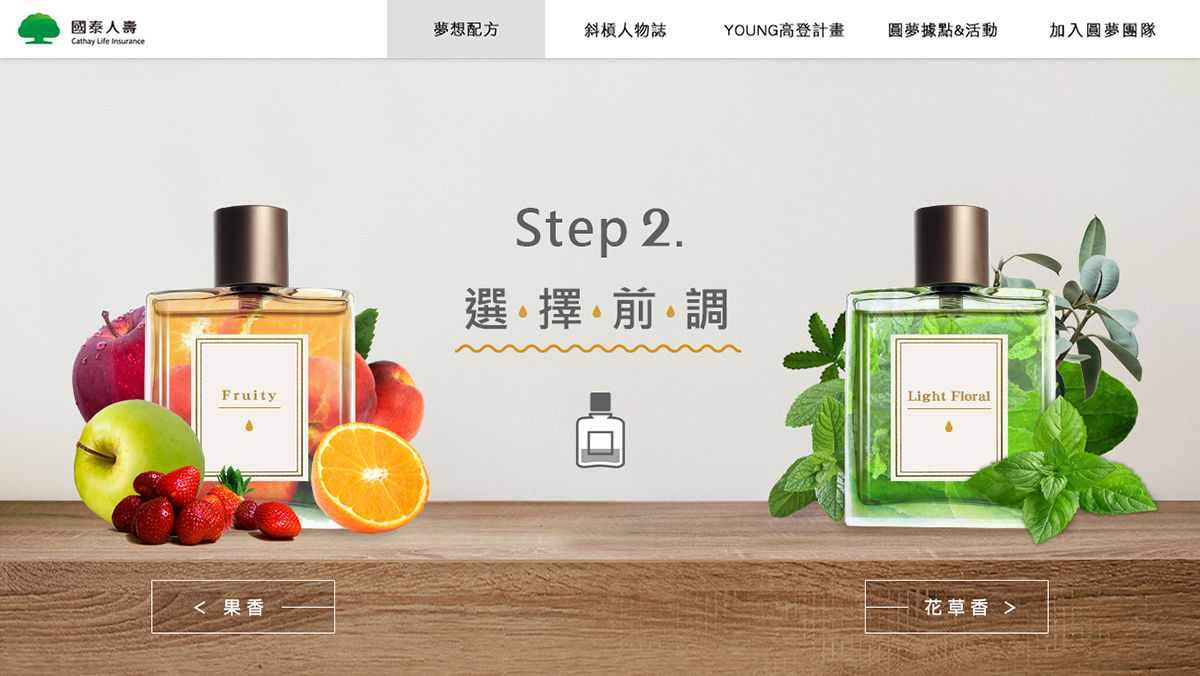 國泰人壽
Cathay Life Insurance
夢想配方
斜槓人物誌
YOUNG高登計畫
圓夢據點&活動
加入圓夢團隊
Step 2.
選擇前調
Fruity
Light Floral
< 果香
花草香 >